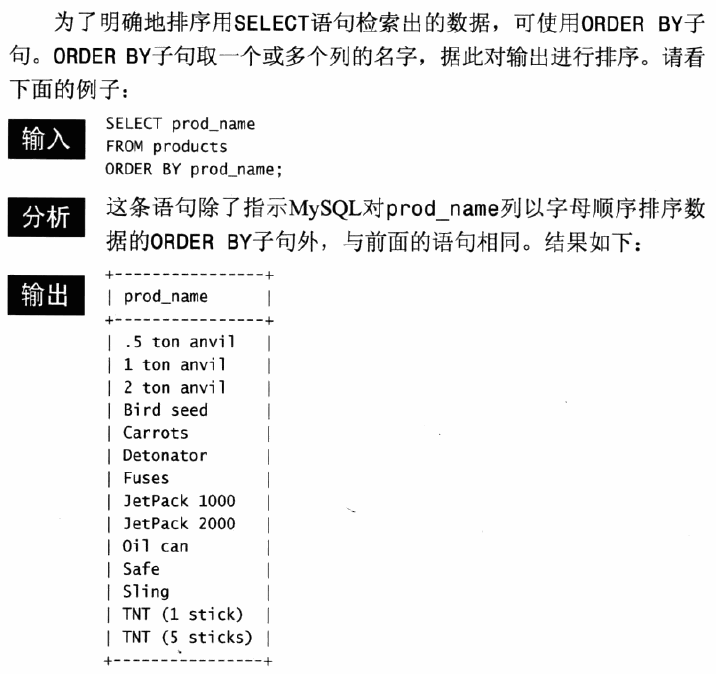 为了明确地排序用SELECT语句检索出的数据，可使用ORDER BY子
句。ORDER BY子句取一个或多个列的名字，据此对输出进行排序。请看
下面的例子：
输入
SELECT prod_name
FROM products
ORDER BY prod_name;
分析
这条语句除了指示MySQL对prod_name列以字母顺序排序数
据的ORDER BY子句外，与前面的语句相同。结果如下：
输出
+----------------+
| prod_name      |
+----------------+
| .5 ton anvil   |
| 1 ton anvil    |
| 2 ton anvil    |
| Bird seed      |
| Carrots        |
| Detonator      |
| Fuses          |
| JetPack 1000   |
| JetPack 2000   |
| Oil can        |
| Safe           |
| Sling          |
| TNT (1 stick)  |
| TNT (5 sticks) |
+----------------+